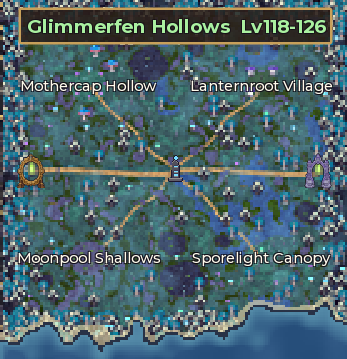 Glimmerfen Hollows Lv118-126
Mothercap Hollow
Lanternroot Village
Moonpool Shallows
Sporelight Canopy